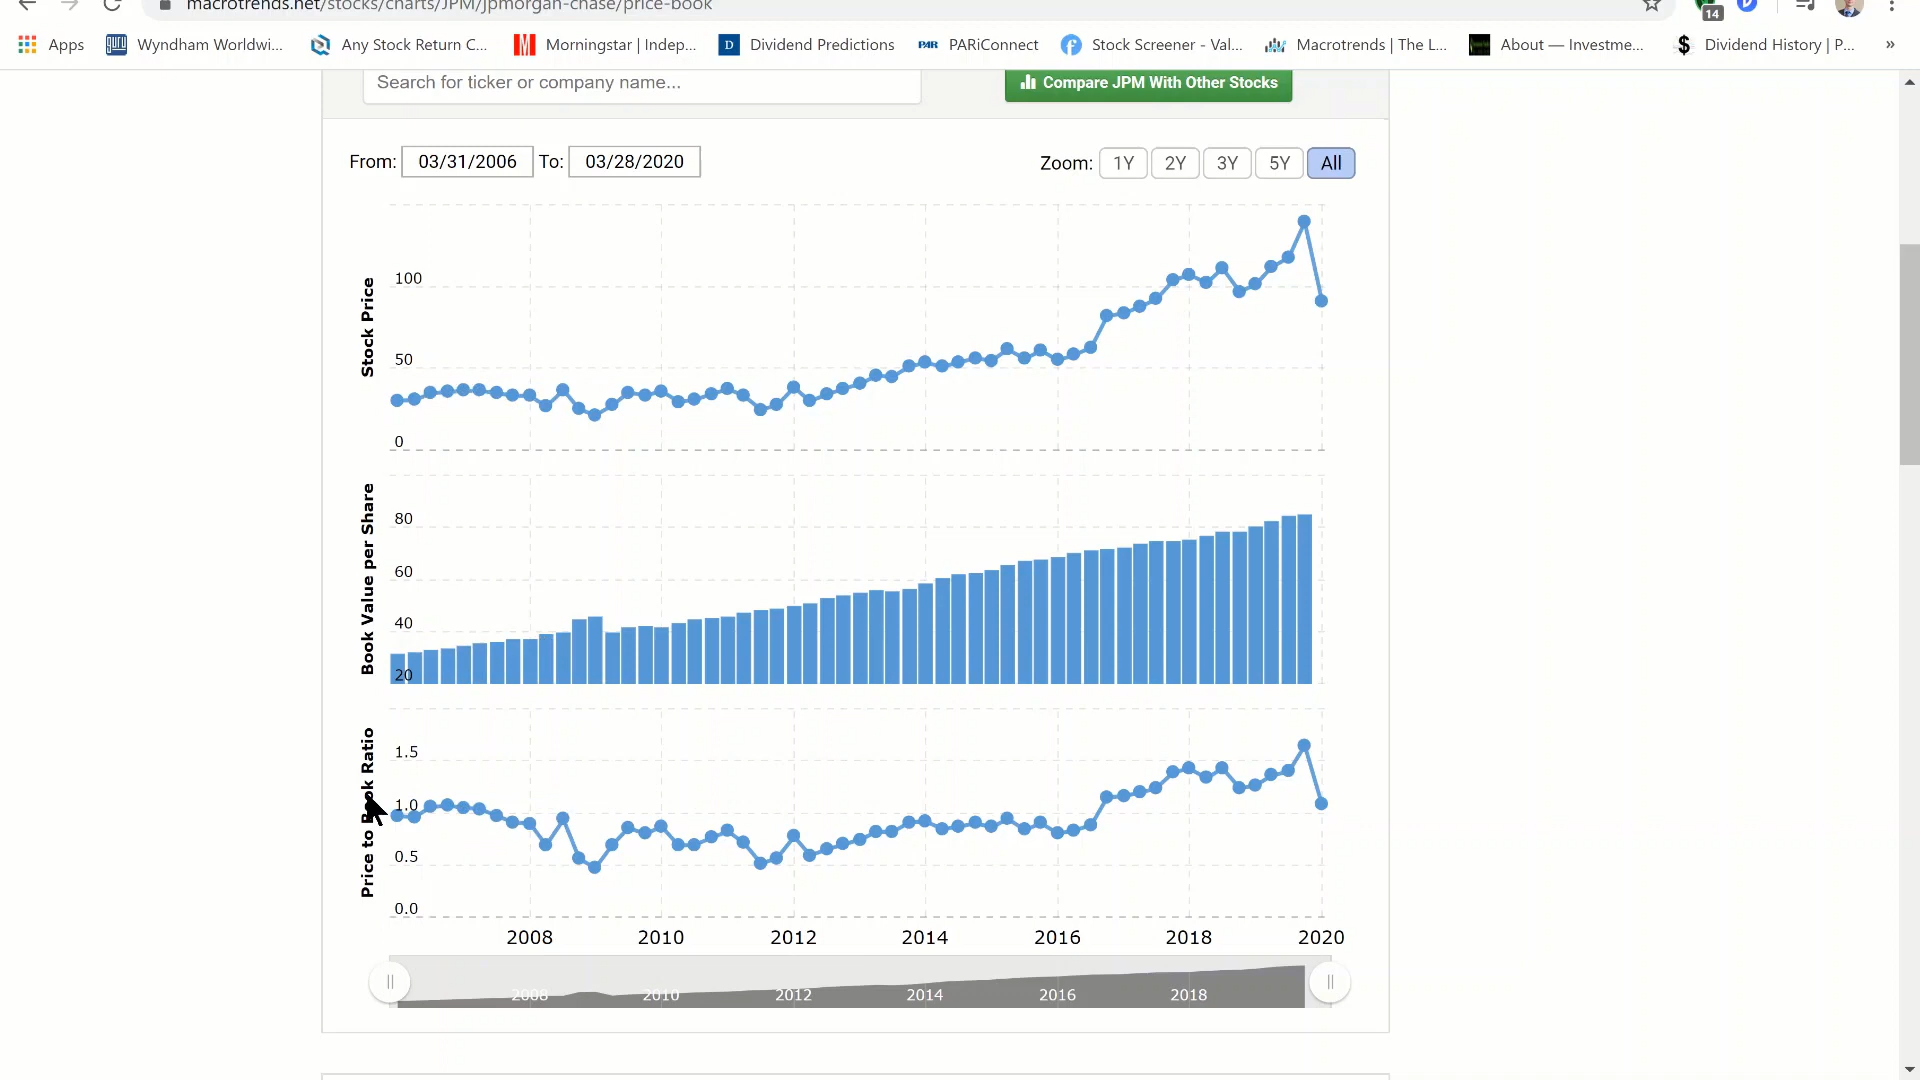 macrotrends.net/stocks/charts/JPM/jpmorgan-chase/price-book
14
Apps
Wyndham Worldwi...
Any Stock Return C...
Morningstar | Indep...
D
Dividend Predictions
PAR
PARiConnect
Stock Screener - Val...
Macrotrends | The L...
About — Investme...
$
Dividend History | P...
»
Search for ticker or company name...
Compare JPM With Other Stocks
From: 03/31/2006 To: 03/28/2020
Zoom: 1Y 2Y 3Y 5Y All
Stock Price
100
50
0
Book Value per Share
80
60
40
20
Price to Book Ratio
1.5
1.0
0.5
0.0
2008 2010 2012 2014 2016 2018 2020
2008 2010 2012 2014 2016 2018